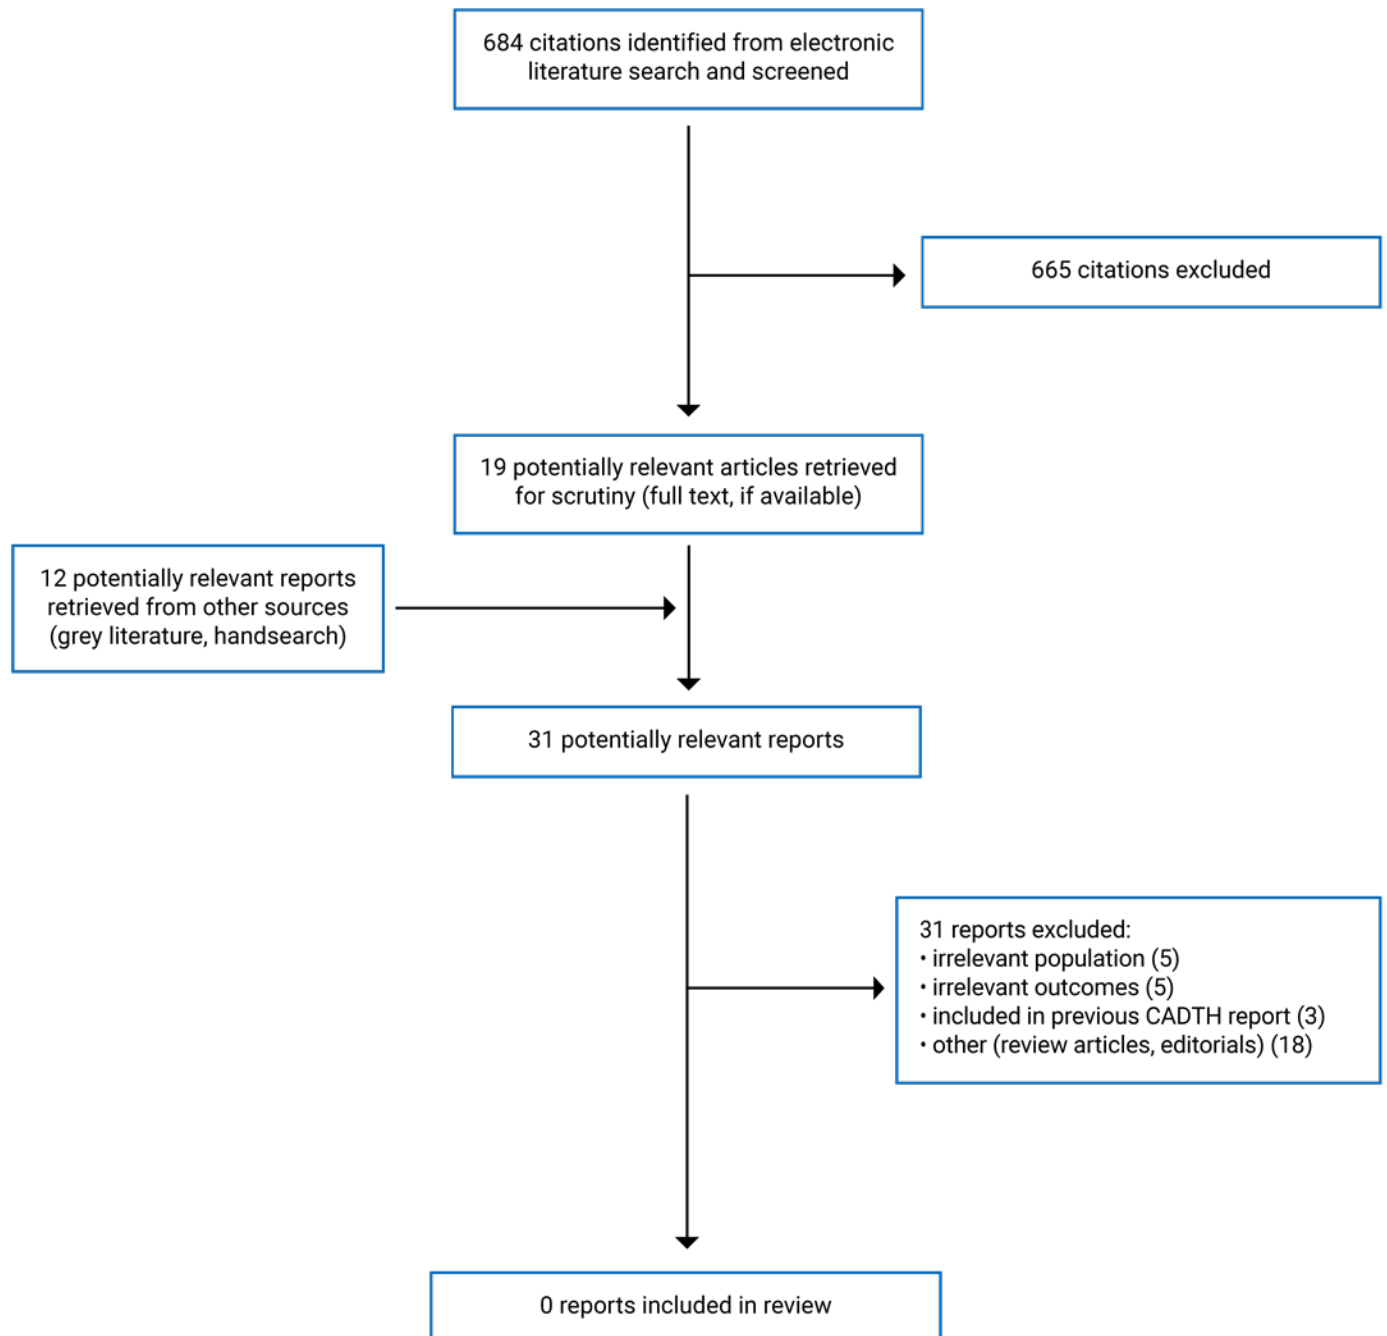 684 citations identified from electronic
literature search and screened
665 citations excluded
19 potentially relevant articles retrieved
for scrutiny (full text, if available)
12 potentially relevant reports
retrieved from other sources
(grey literature, handsearch)
31 potentially relevant reports
31 reports excluded:
• irrelevant population (5)
• irrelevant outcomes (5)
• included in previous CADTH report (3)
• other (review articles, editorials) (18)
0 reports included in review